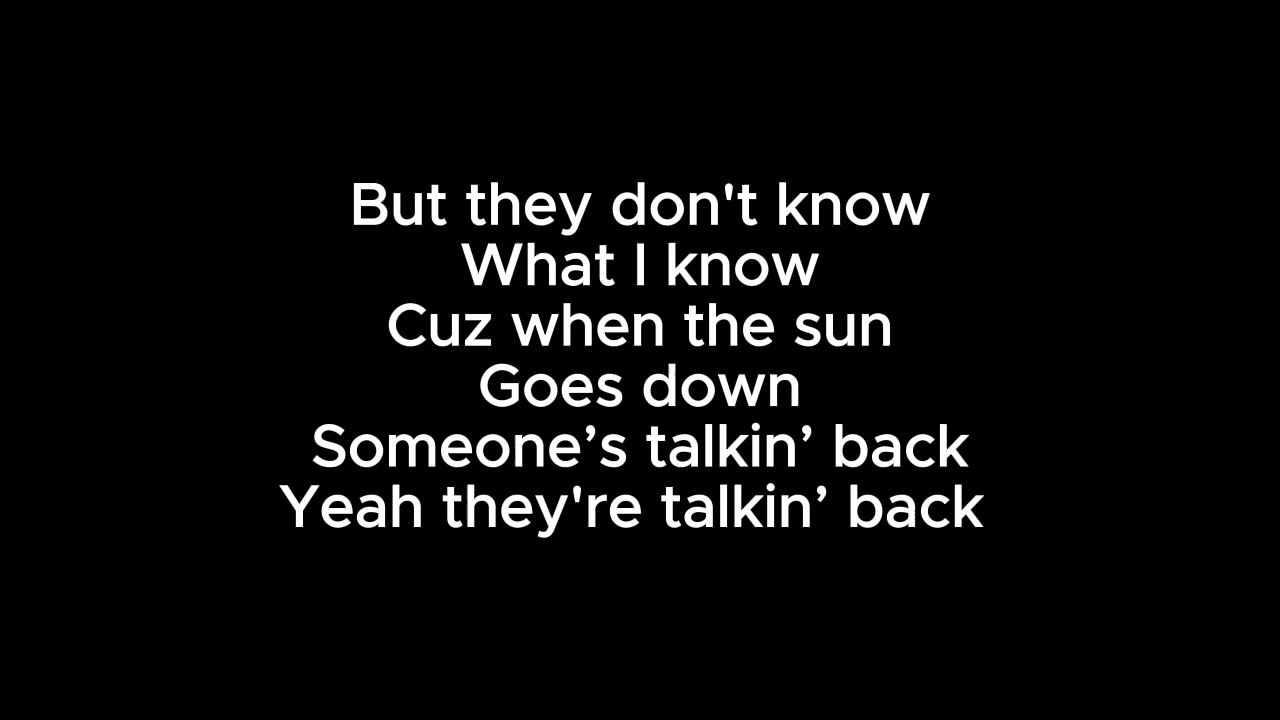 But they don't know
What I know
Cuz when the sun
Goes down
Someone’s talkin’ back
Yeah they're talkin’ back